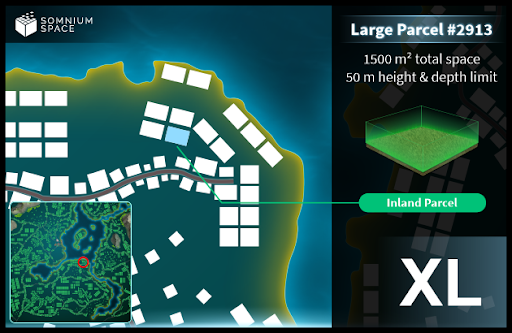 SOMNIUM
SPACE
Large Parcel #2913
1500 m² total space
50 m height & depth limit
Inland Parcel
XL